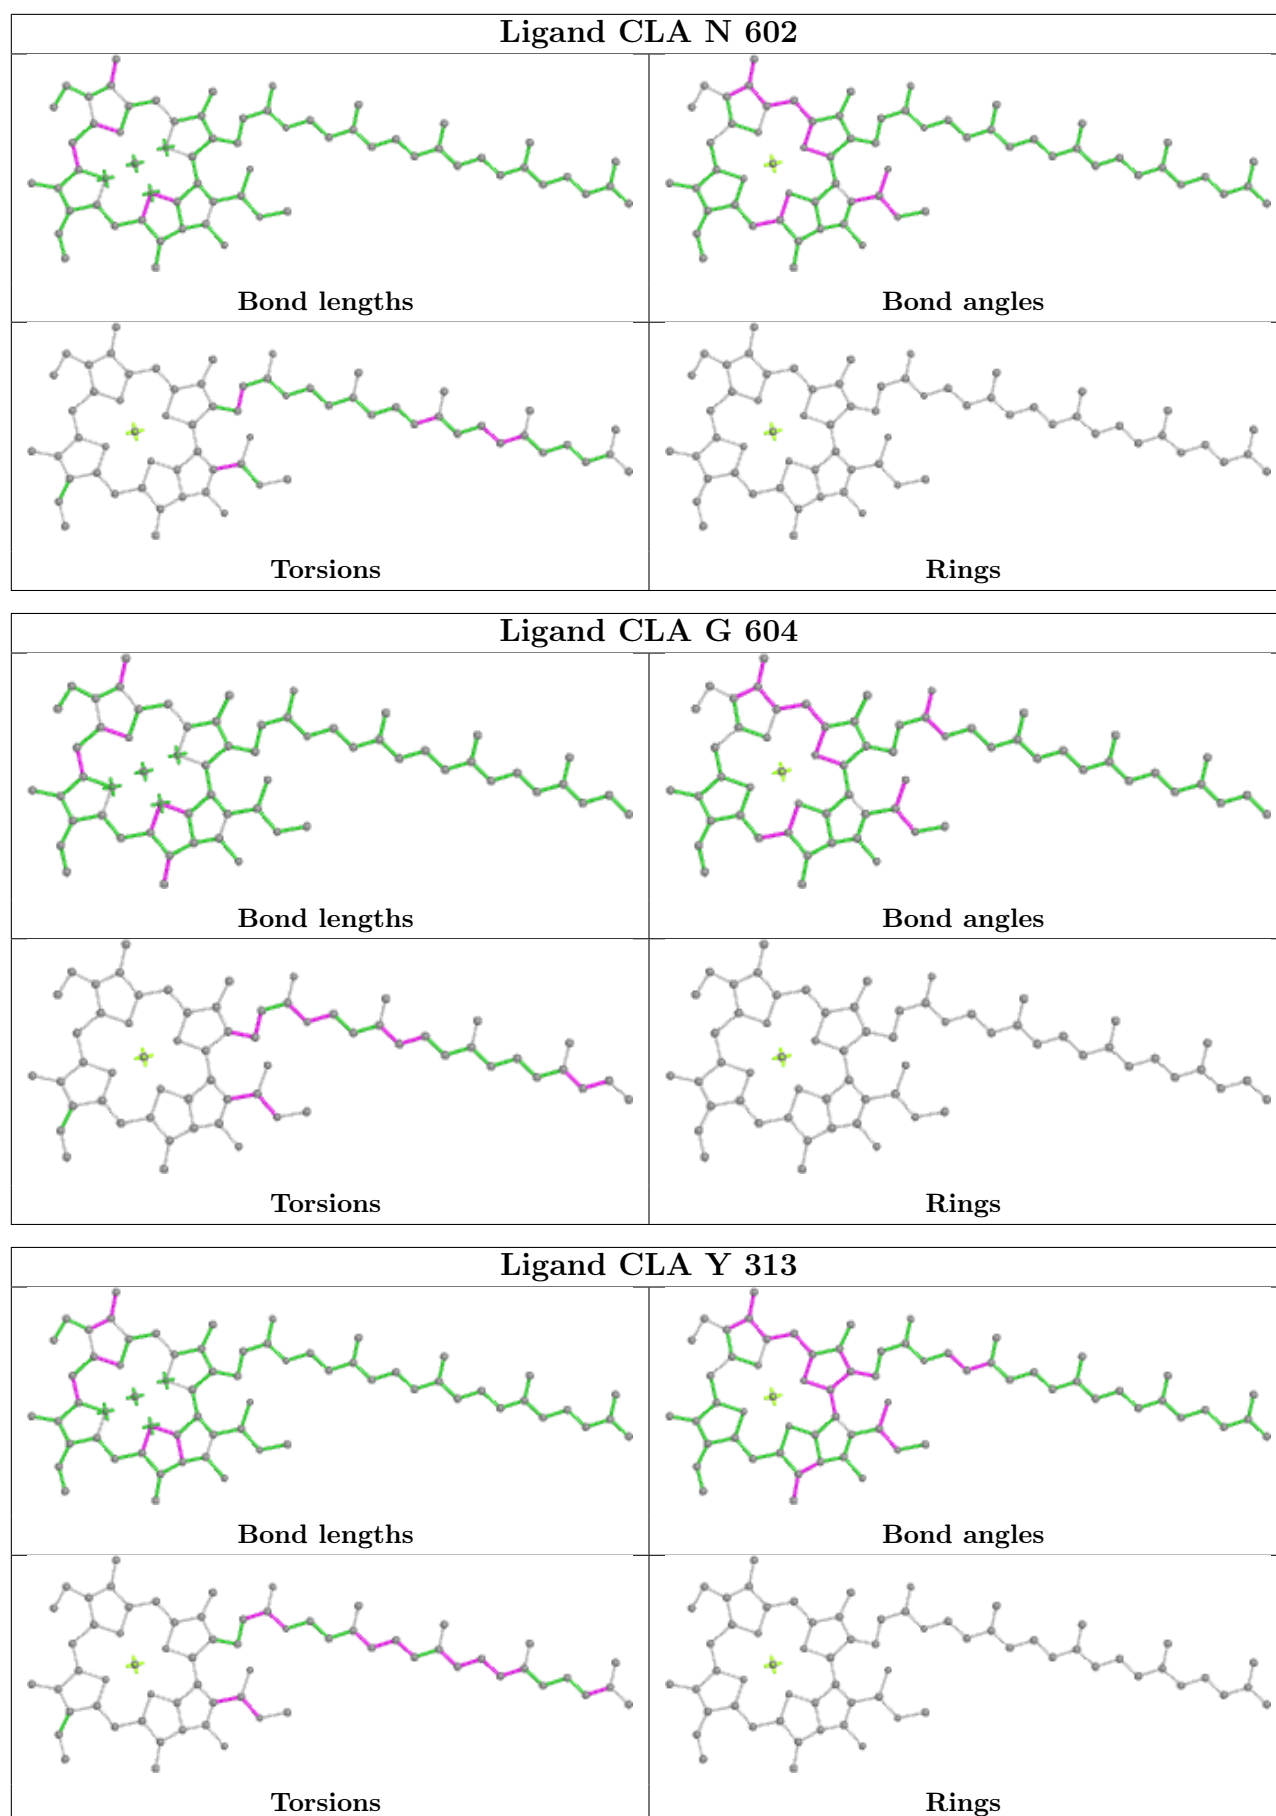 Ligand CLA N 602
Bond lengths
Bond angles
Torsions
Rings
Ligand CLA G 604
Bond lengths
Bond angles
Torsions
Rings
Ligand CLA Y 313
Bond lengths
Bond angles
Torsions
Rings